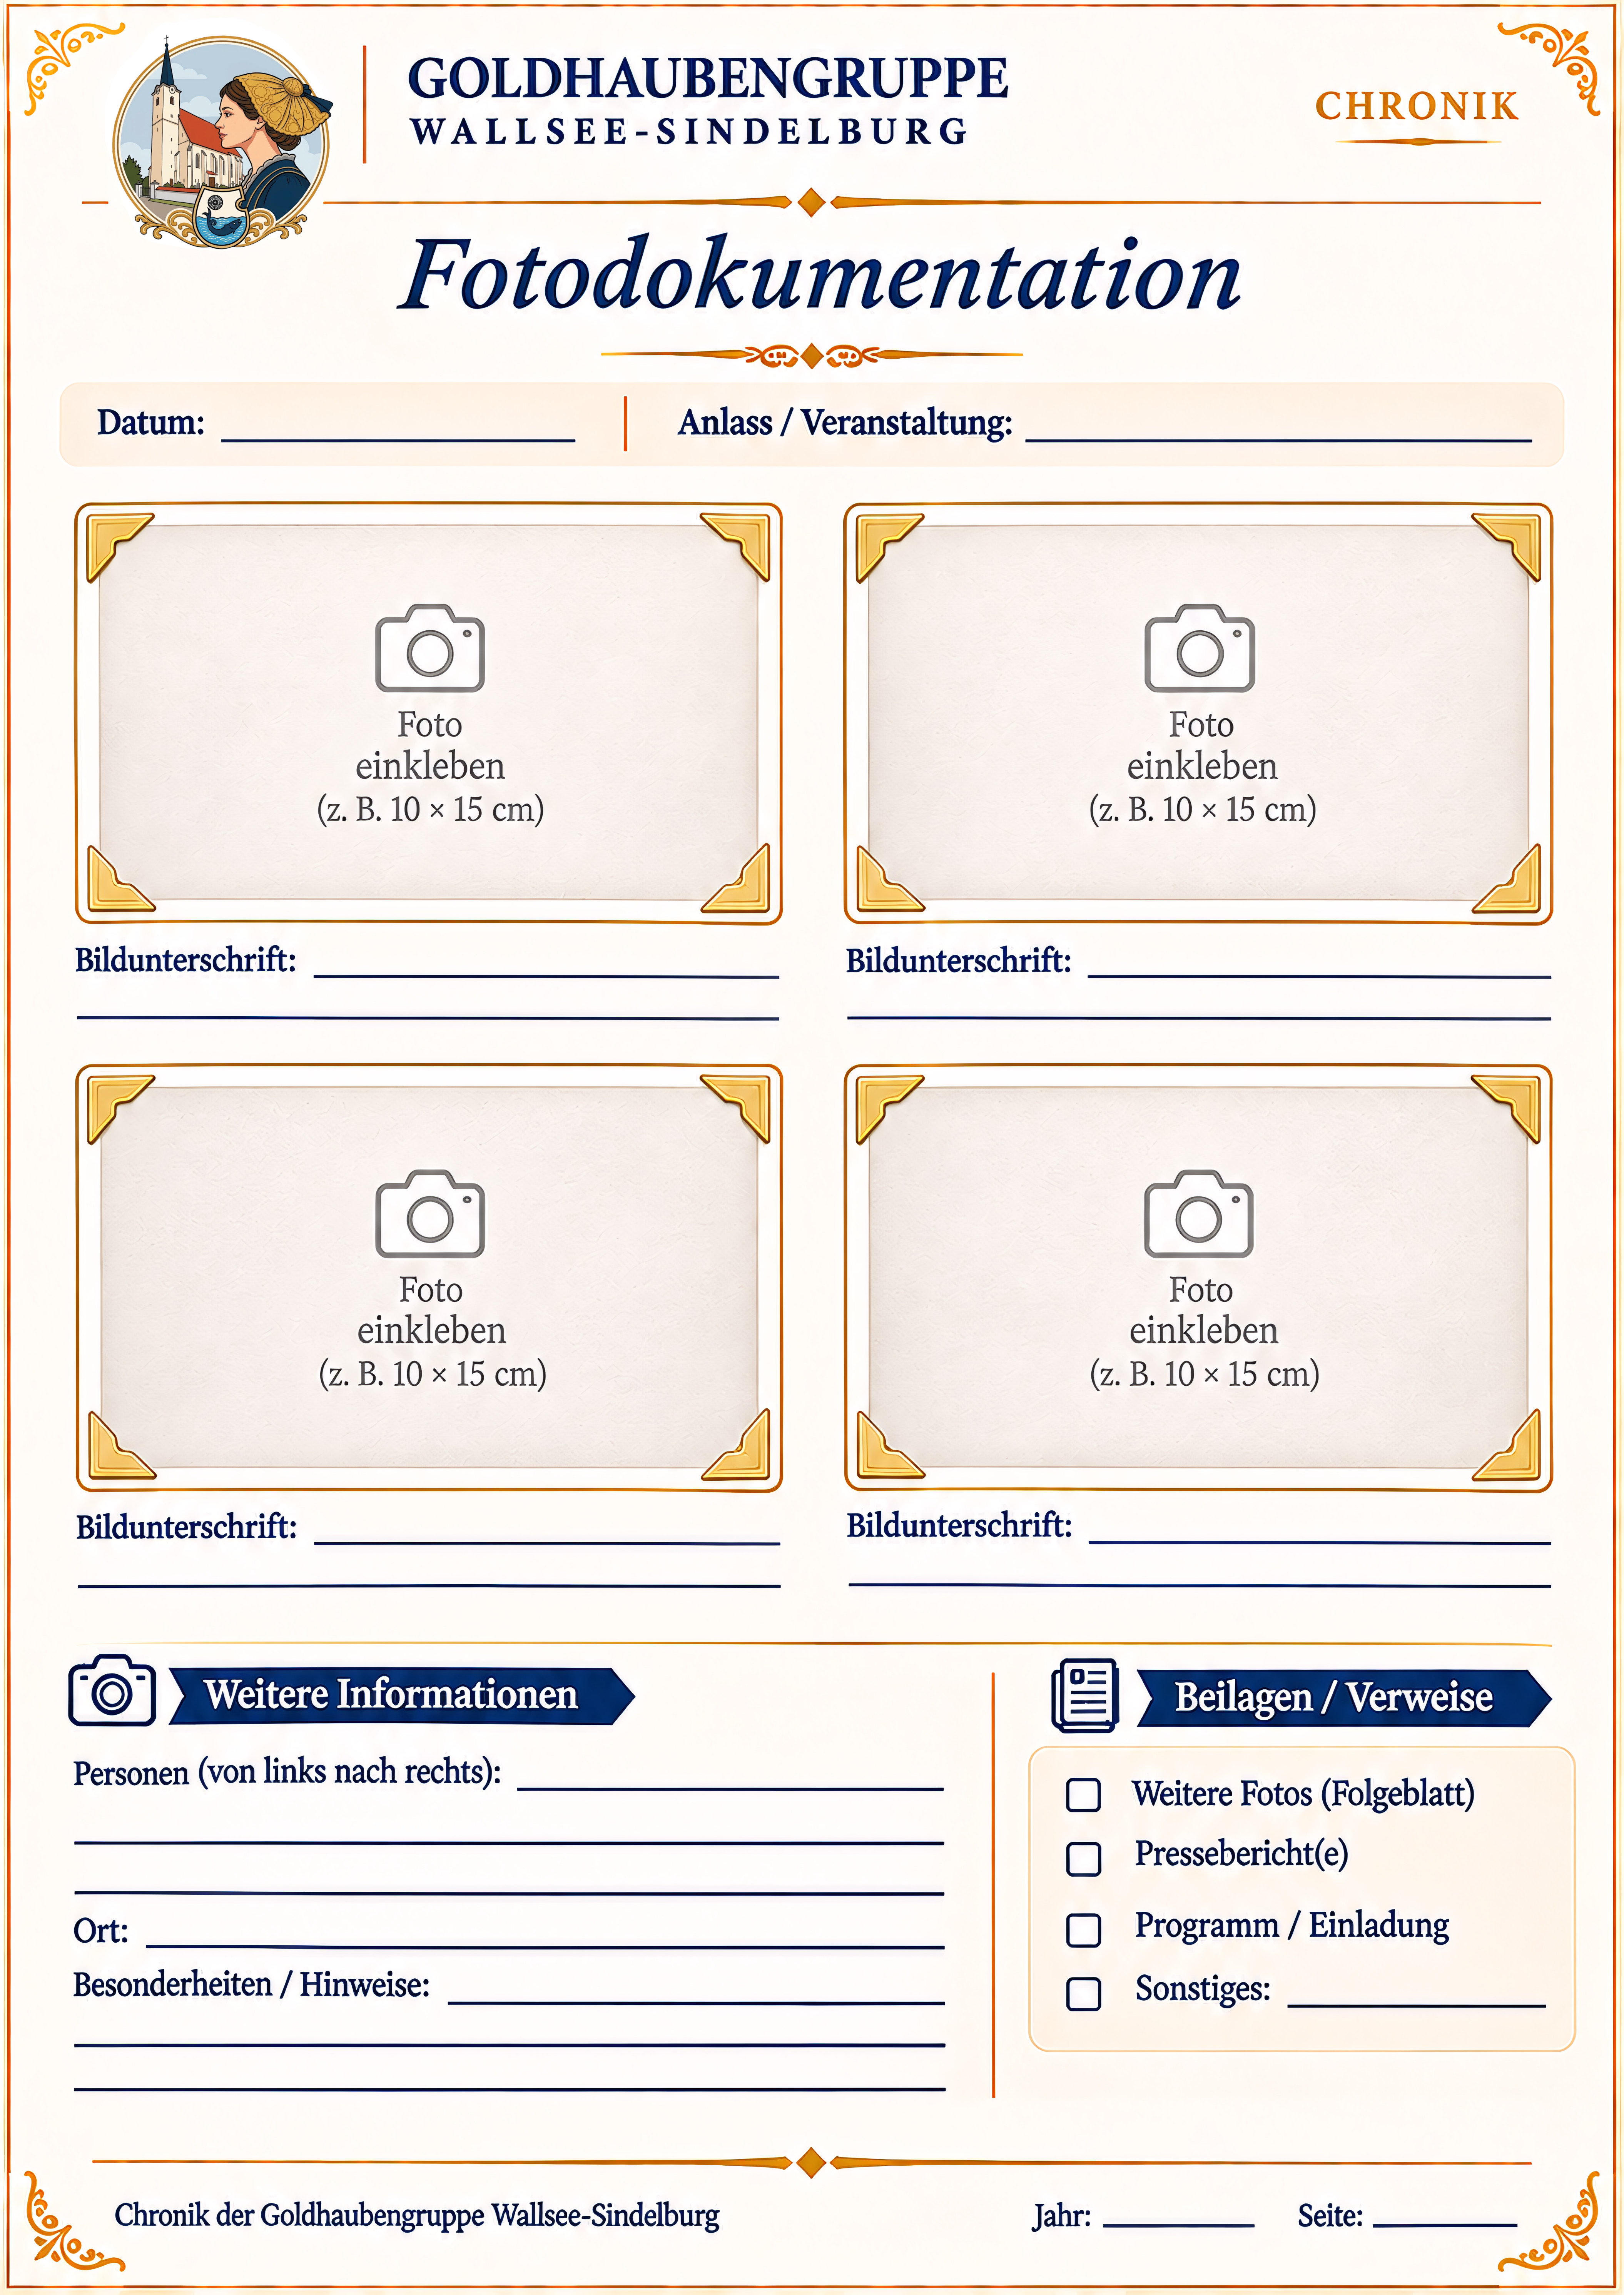 GOLDHAUBENGRUPPE
WALLSEE-SINDELBURG
CHRONIK
Fotodokumentation
Datum:
Anlass / Veranstaltung:
Foto
einkleben
(z. B. 10 × 15 cm)
Foto
einkleben
(z. B. 10 × 15 cm)
Bildunterschrift:
Bildunterschrift:
Foto
einkleben
(z. B. 10 × 15 cm)
Foto
einkleben
(z. B. 10 × 15 cm)
Bildunterschrift:
Bildunterschrift:
Weitere Informationen
Personen (von links nach rechts):
Ort:
Besonderheiten / Hinweise:
Beilagen / Verweise
Weitere Fotos (Folgeblatt)
Pressebericht(e)
Programm / Einladung
Sonstiges:
Chronik der Goldhaubengruppe Wallsee-Sindelburg
Jahr:
Seite: